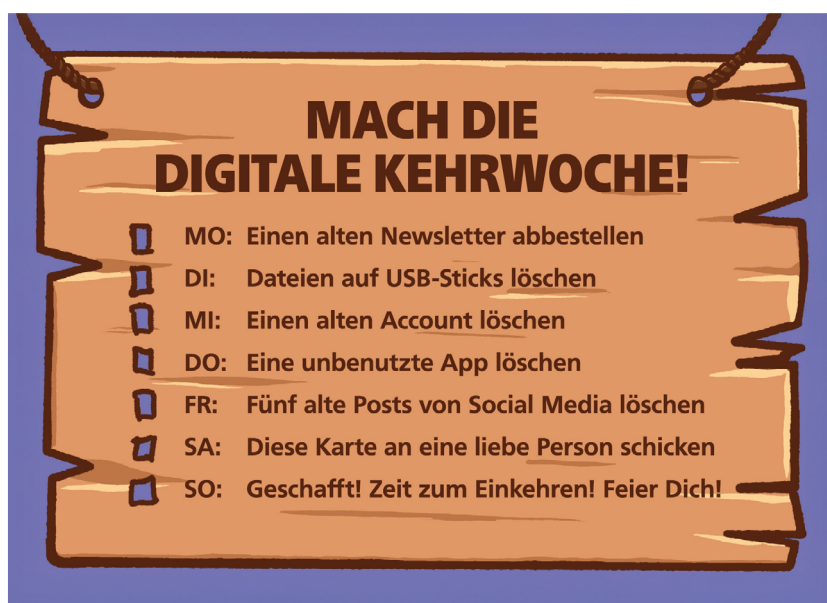 MACH DIE
DIGITALE KEHRWOCHE!
MO: Einen alten Newsletter abbestellen
DI: Dateien auf USB-Sticks löschen
MI: Einen alten Account löschen
DO: Eine unbenutzte App löschen
FR: Fünf alte Posts von Social Media löschen
SA: Diese Karte an eine liebe Person schicken
SO: Geschafft! Zeit zum Einkehren! Feier Dich!